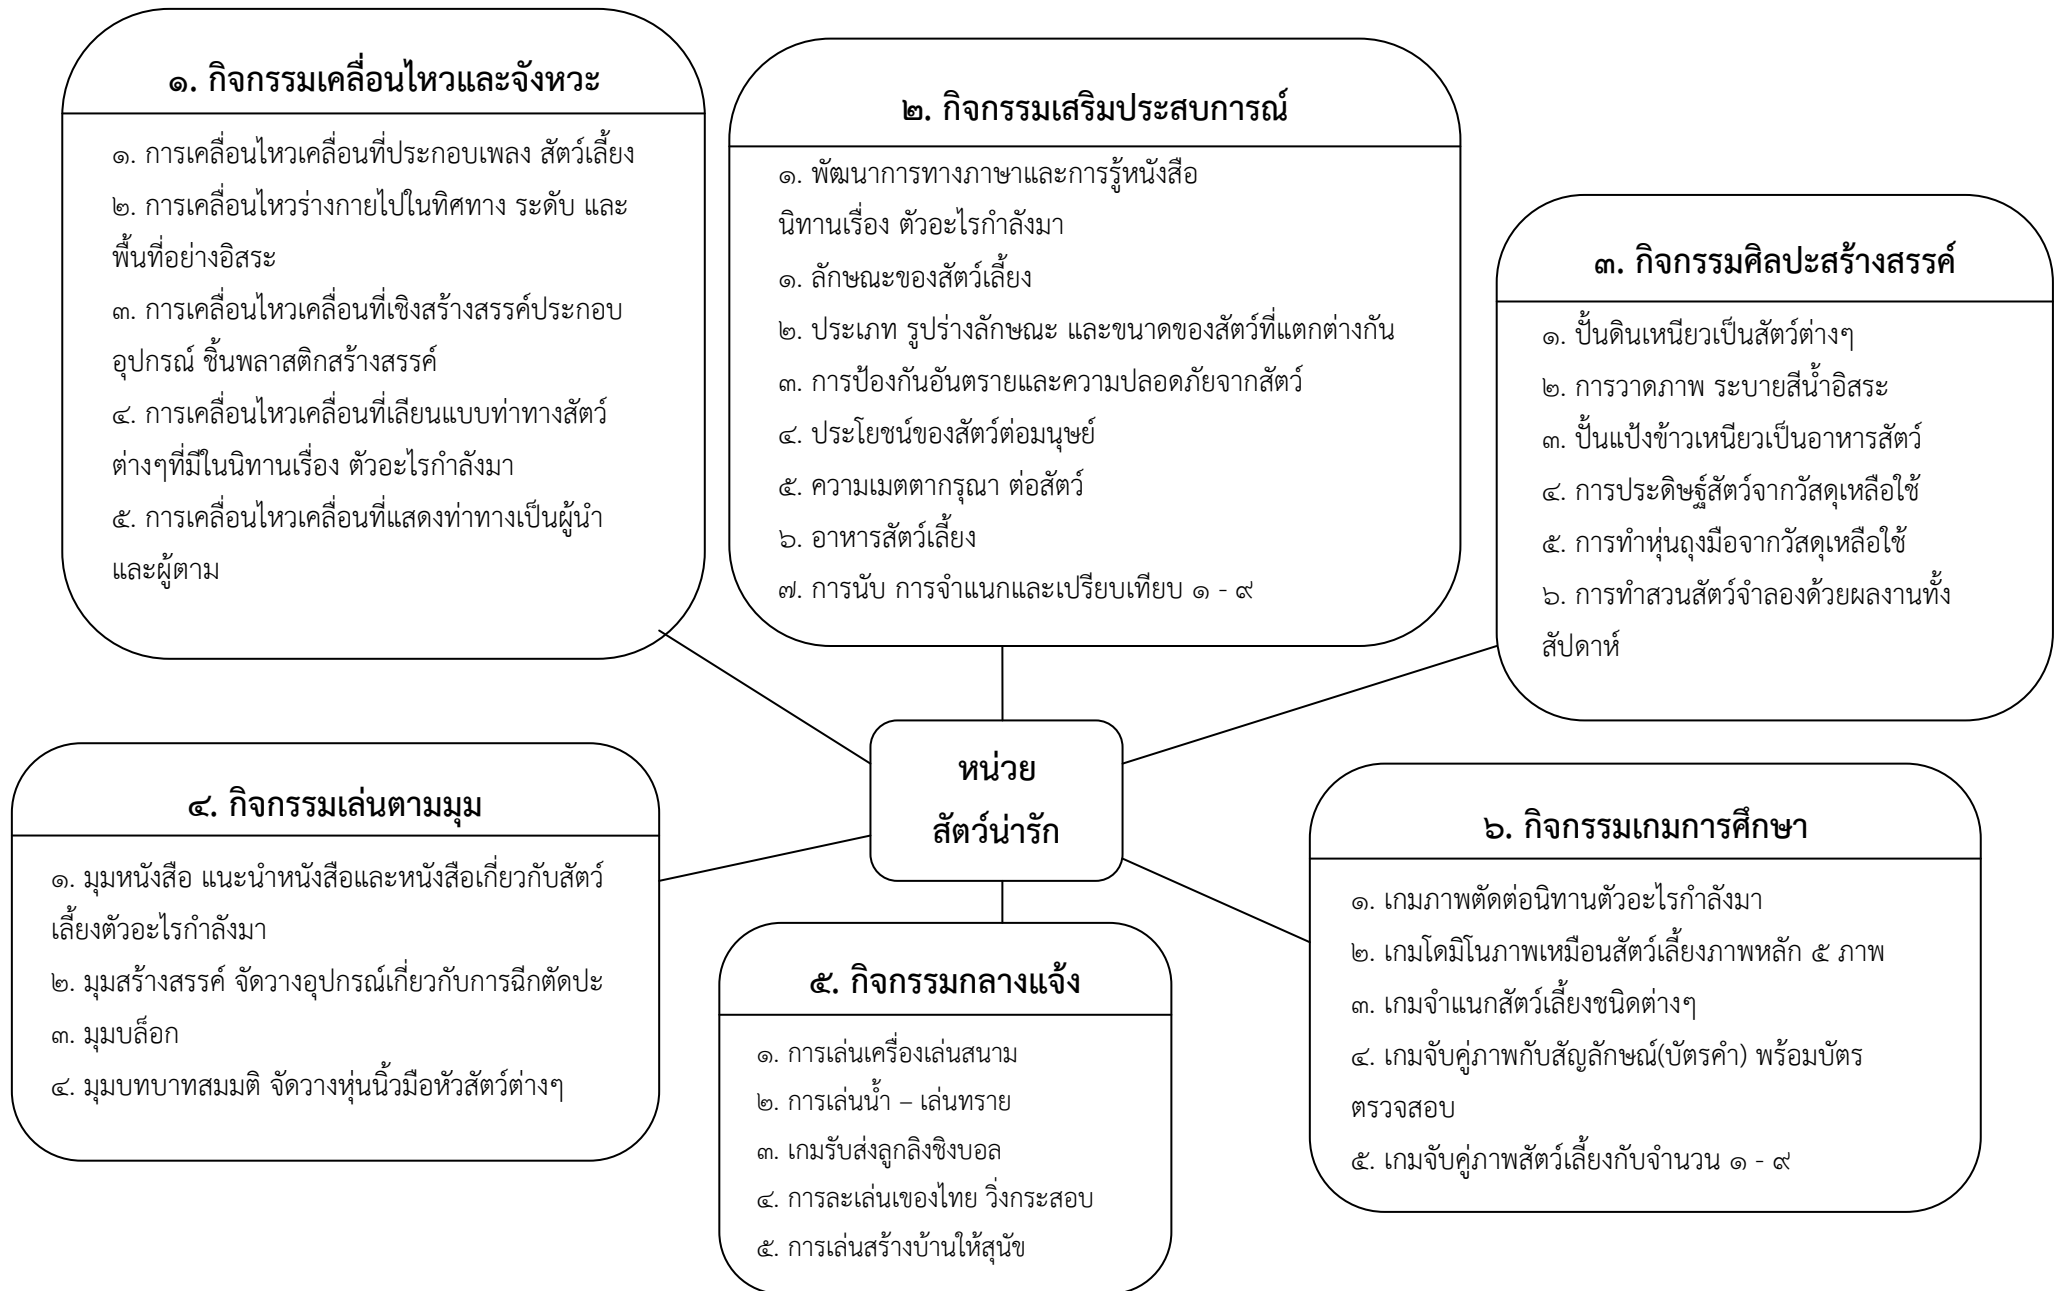 ๑. กิจกรรมเคลื่อนไหวและจังหวะ
๑. การเคลื่อนไหวเคลื่อนที่ประกอบเพลง สัตว์เลี้ยง
๒. การเคลื่อนไหวร่างกายไปในทิศทาง ระดับ และ
พื้นที่อย่างอิสระ
๓. การเคลื่อนไหวเคลื่อนที่เชิงสร้างสรรค์ประกอบ
อุปกรณ์ ชิ้นพลาสติกสร้างสรรค์
๔. การเคลื่อนไหวเคลื่อนที่เลียนแบบท่าทางสัตว์
ต่างๆที่มีในนิทานเรื่อง ตัวอะไรกำลังมา
๕. การเคลื่อนไหวเคลื่อนที่แสดงท่าทางเป็นผู้นำ
และผู้ตาม
๒. กิจกรรมเสริมประสบการณ์
๑. พัฒนาการทางภาษาและการรู้หนังสือ
นิทานเรื่อง ตัวอะไรกำลังมา
๑. ลักษณะของสัตว์เลี้ยง
๒. ประเภท รูปร่างลักษณะ และขนาดของสัตว์ที่แตกต่างกัน
๓. การป้องกันอันตรายและความปลอดภัยจากสัตว์
๔. ประโยชน์ของสัตว์ต่อมนุษย์
๕. ความเมตตากรุณา ต่อสัตว์
๖. อาหารสัตว์เลี้ยง
๗. การนับ การจำแนกและเปรียบเทียบ ๑ - ๙
๓. กิจกรรมศิลปะสร้างสรรค์
๑. ปั้นดินเหนียวเป็นสัตว์ต่างๆ
๒. การวาดภาพ ระบายสีน้ำอิสระ
๓. ปั้นแป้งข้าวเหนียวเป็นอาหารสัตว์
๔. การประดิษฐ์สัตว์จากวัสดุเหลือใช้
๕. การทำหุ่นถุงมือจากวัสดุเหลือใช้
๖. การทำสวนสัตว์จำลองด้วยผลงานทั้ง
สัปดาห์
หน่วย
สัตว์น่ารัก
๔. กิจกรรมเล่นตามมุม
๑. มุมหนังสือ แนะนำหนังสือและหนังสือเกี่ยวกับสัตว์
เลี้ยงตัวอะไรกำลังมา
๒. มุมสร้างสรรค์ จัดวางอุปกรณ์เกี่ยวกับการฉีกตัดปะ
๓. มุมบล็อก
๔. มุมบทบาทสมมติ จัดวางหุ่นนิ้วมือหัวสัตว์ต่างๆ
๕. กิจกรรมกลางแจ้ง
๑. การเล่นเครื่องเล่นสนาม
๒. การเล่นน้ำ – เล่นทราย
๓. เกมรับส่งลูกลิงชิงบอล
๔. การละเล่นของไทย วิ่งกระสอบ
๕. การเล่นสร้างบ้านให้สุนัข
๖. กิจกรรมเกมการศึกษา
๑. เกมภาพตัดต่อนิทานตัวอะไรกำลังมา
๒. เกมโดมิโนภาพเหมือนสัตว์เลี้ยงภาพหลัก ๕ ภาพ
๓. เกมจำแนกสัตว์เลี้ยงชนิดต่างๆ
๔. เกมจับคู่ภาพกับสัญลักษณ์(บัตรคำ) พร้อมบัตร
ตรวจสอบ
๕. เกมจับคู่ภาพสัตว์เลี้ยงกับจำนวน ๑ - ๙